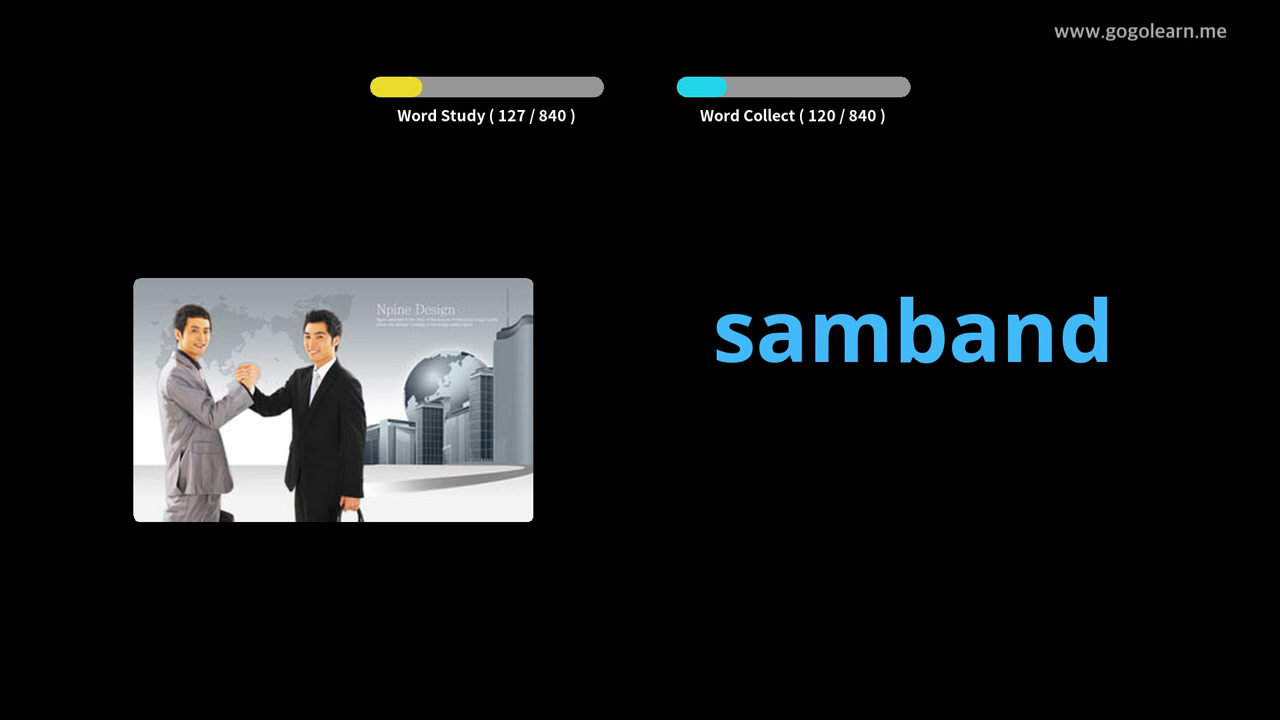 www.gogolearn.me
Word Study ( 127 / 840 )
Word Collect ( 120 / 840 )
Npine Design
samband